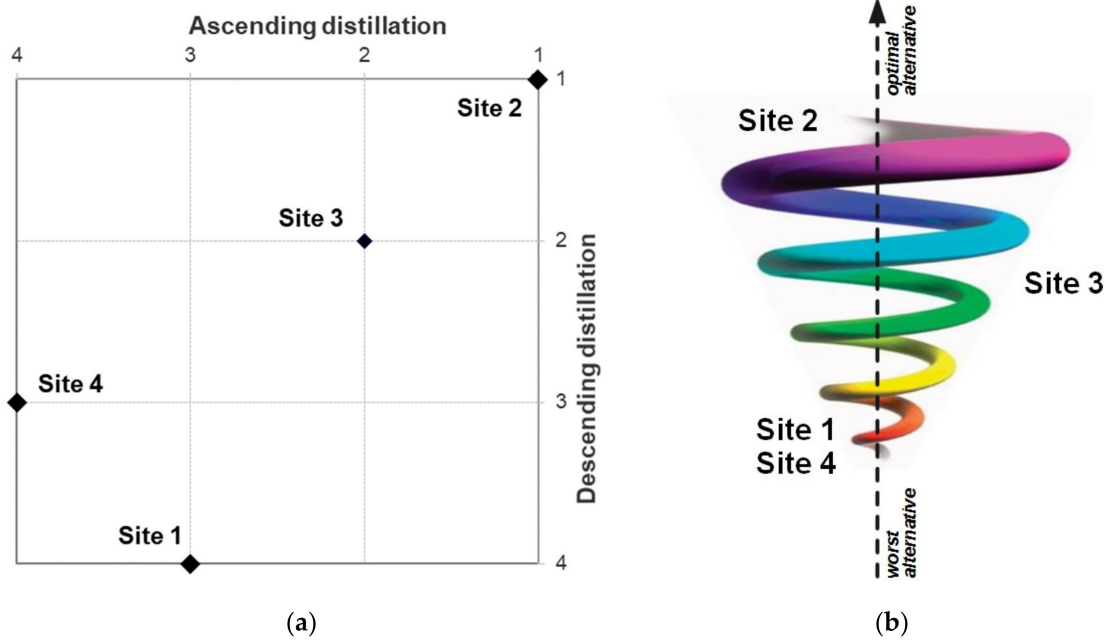 Ascending distillation
4 3 2 1
1
Site 2
Site 3
2
Site 4
3
Site 1
4
Descending distillation
(a)
optimal
alternative
Site 2
Site 3
Site 1
Site 4
worst
alternative
(b)